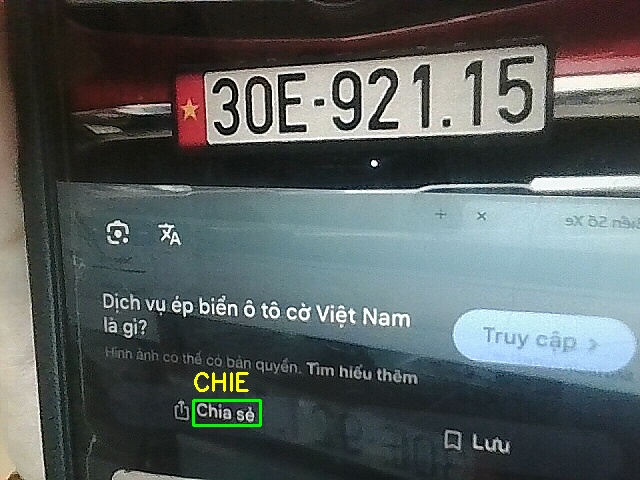 30E-921.15
Dịch vụ ép biển ô tô cờ Việt Nam
là gì?
Truy cập
Hình ảnh có thể có bản quyền. Tìm hiểu thêm
CHIE
Chia sẻ
Lưu